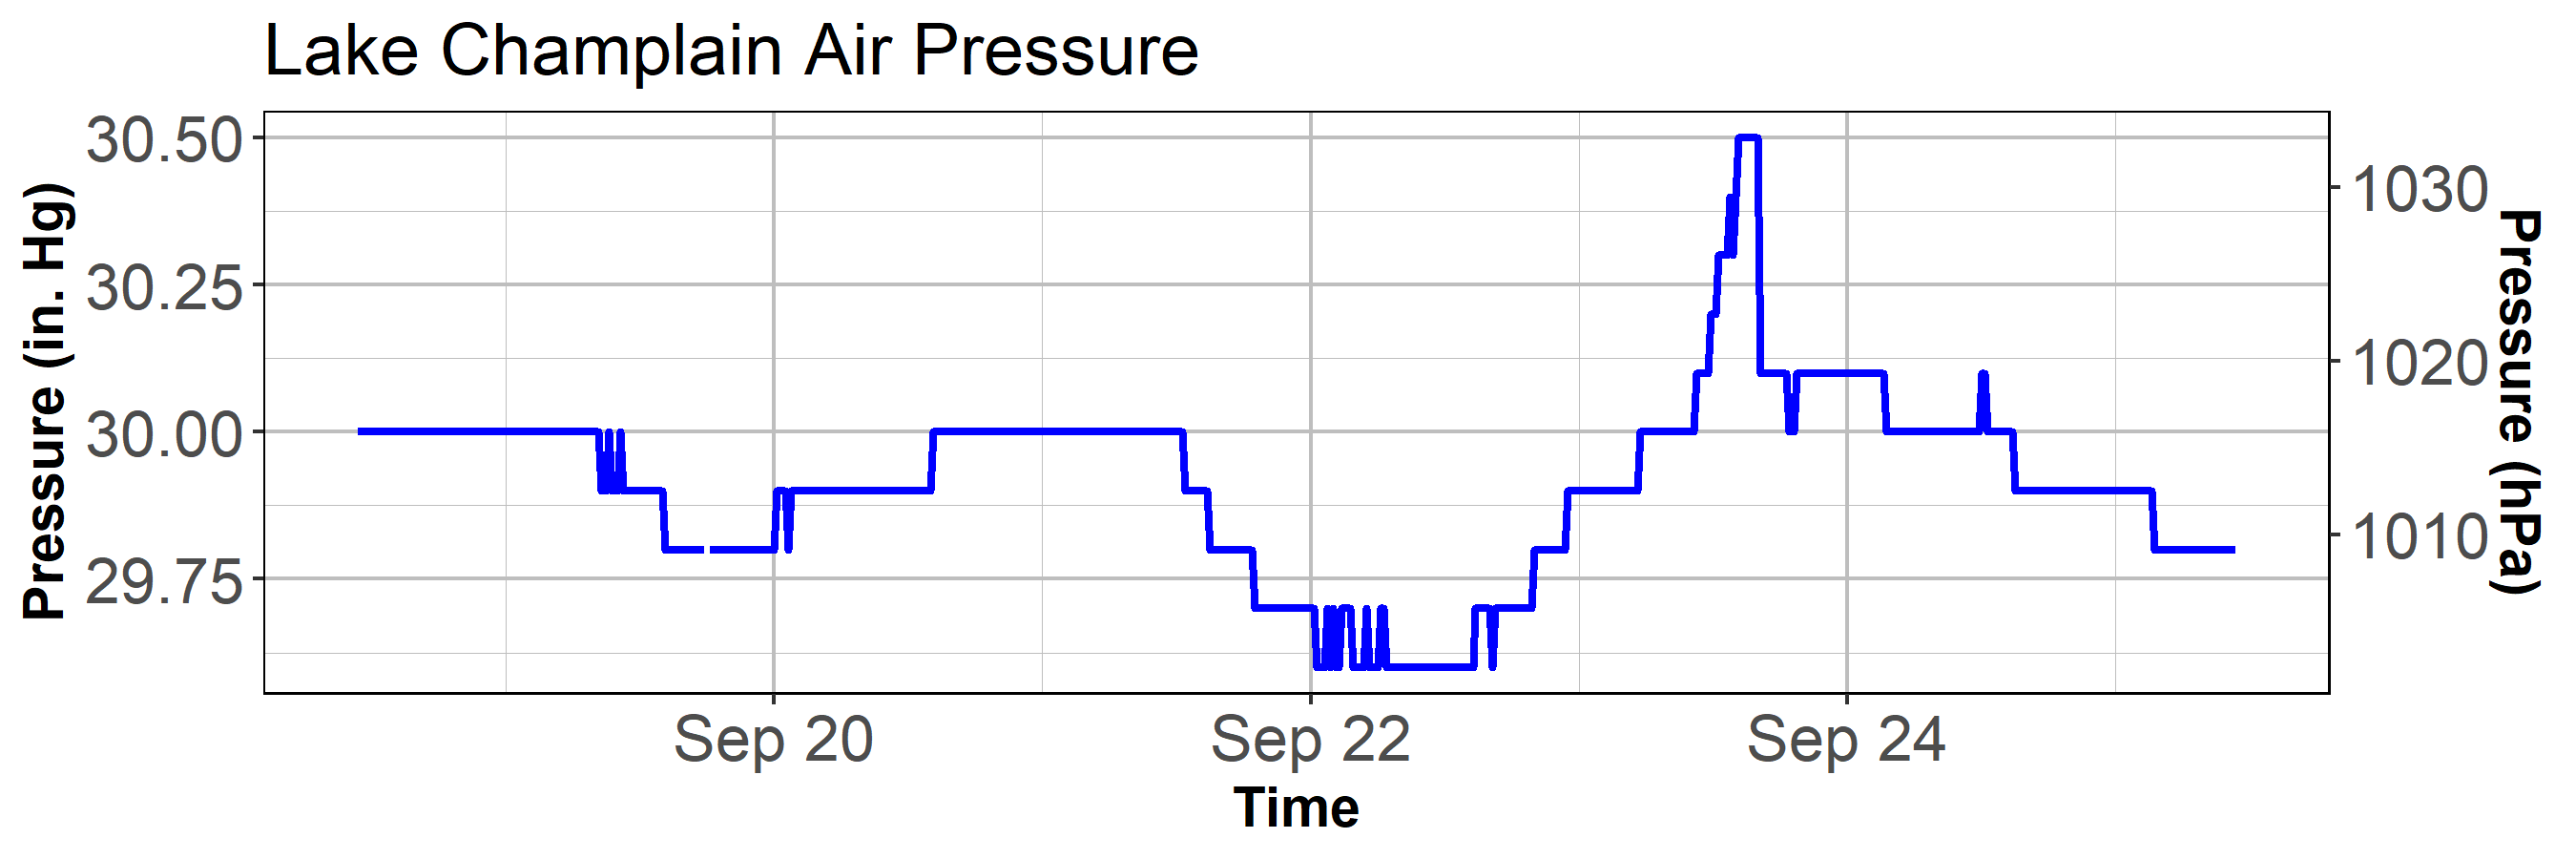 Lake Champlain Air Pressure
Pressure (in. Hg)
30.50
30.25
30.00
29.75
1030
1020
1010
Pressure (hPa)
Sep 20
Sep 22
Sep 24
Time